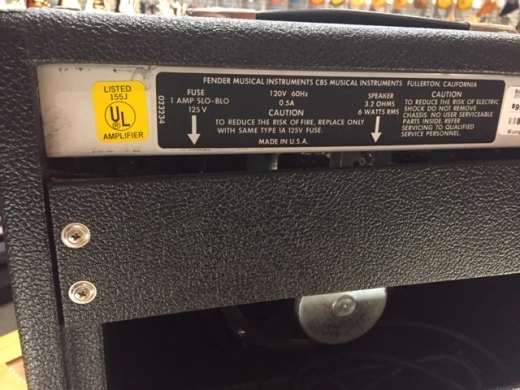 LISTED
155J
UL
AMPLIFIER
022234
FENDER MUSICAL INSTRUMENTS CBS MUSICAL INSTRUMENTS FULLERTON, CALIFORNIA
FUSE
1 AMP SLO-BLO
125 V
120V 60Hz
0.5A
CAUTION
TO REDUCE THE RISK OF FIRE, REPLACE ONLY
WITH SAME TYPE 1A 125V FUSE.
MADE IN U.S.A.
SPEAKER
3.2 OHMS
6 WATTS RMS
CAUTION
TO REDUCE THE RISK OF ELECTRIC
SHOCK DO NOT REMOVE
CHASSIS. NO USER SERVICEABLE
PARTS INSIDE. REFER
SERVICING TO QUALIFIED
SERVICE PERSONNEL.